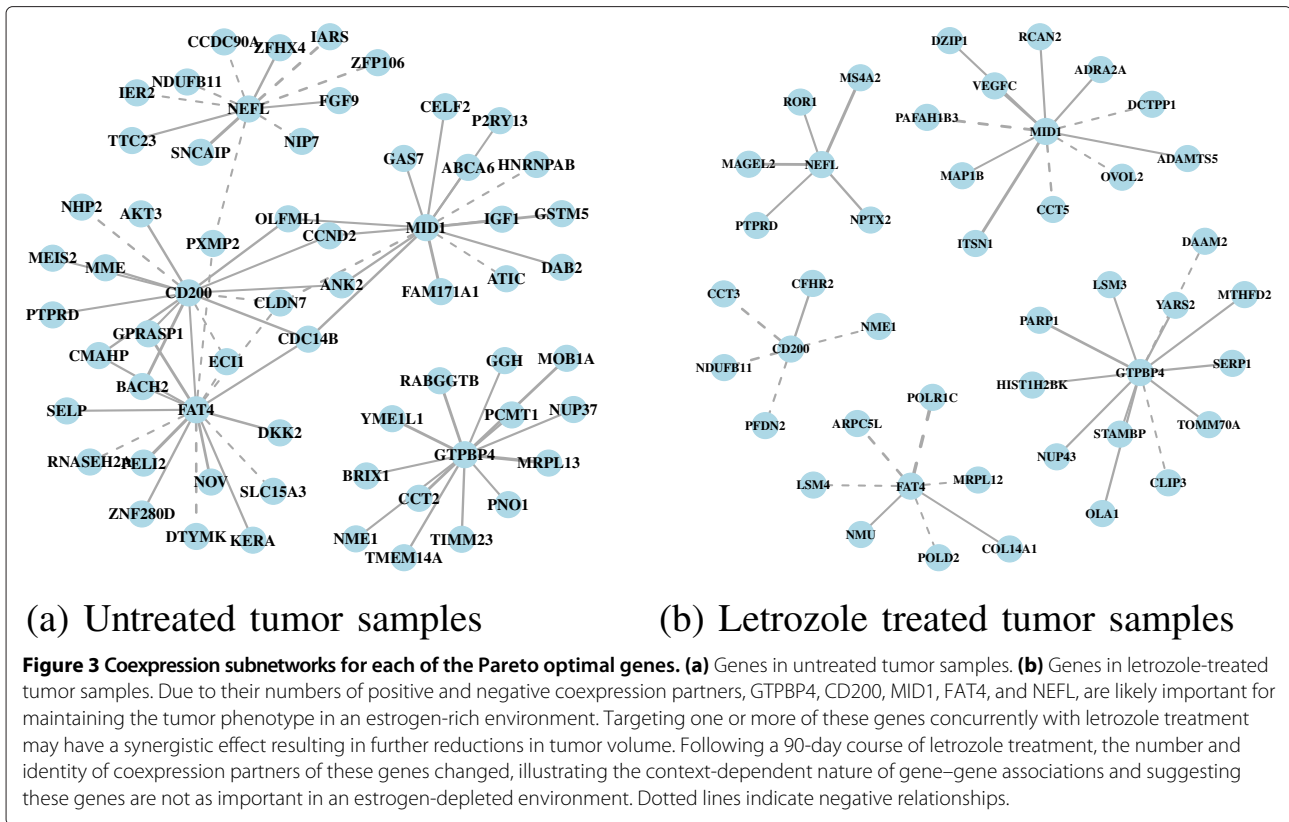 CCDC90A
ZFHX4
IARS
ZFP106
NDUFB11
IER2
NEFL
FGF9
TTC23
SNCAIP
NIP7
CELF2
P2RY13
GAS7
ABCA6
HNRNPAB
NHP2
AKT3
OLFML1
IGF1
GSTM5
CCND2
MID1
PXMP2
MEIS2
MME
DAB2
ATIC
CD200
ANK2
FAM171A1
PTPRD
CLDN7
GPRASP1
CDC14B
CMAHP
ECI1
BACH2
SELP
FAT4
DKK2
RNASEH2A
PELI2
NOV
SLC15A3
ZNF280D
DTYMK
KERA
GGH
MOB1A
RABGGTB
YME1L1
PCMT1
NUP37
GTPBP4
MRPL13
BRIX1
CCT2
PNO1
NME1
TIMM23
TMEM14A
DZIP1
RCAN2
MS4A2
VEGFC
ADRA2A
ROR1
DCTPP1
PAFAH1B3
MID1
MAGEL2
NEFL
ADAMTS5
MAP1B
OVOL2
PTPRD
NPTX2
CCT5
ITSN1
DAAM2
CCT3
CFHR2
LSM3
YARS2
MTHFD2
PARP1
NME1
CD200
NDUFB11
SERP1
GTPBP4
HIST1H2BK
POLR1C
PFDN2
ARPC5L
TOMM70A
STAMBP
NUP43
LSM4
FAT4
MRPL12
CLIP3
OLA1
NMU
POLD2
COL14A1
(a) Untreated tumor samples
(b) Letrozole treated tumor samples
Figure 3 Coexpression subnetworks for each of the Pareto optimal genes. (a) Genes in untreated tumor samples. (b) Genes in letrozole-treated
tumor samples. Due to their numbers of positive and negative coexpression partners, GTPBP4, CD200, MID1, FAT4, and NEFL, are likely important for
maintaining the tumor phenotype in an estrogen-rich environment. Targeting one or more of these genes concurrently with letrozole treatment
may have a synergistic effect resulting in further reductions in tumor volume. Following a 90-day course of letrozole treatment, the number and
identity of coexpression partners of these genes changed, illustrating the context-dependent nature of gene–gene associations and suggesting
these genes are not as important in an estrogen-depleted environment. Dotted lines indicate negative relationships.